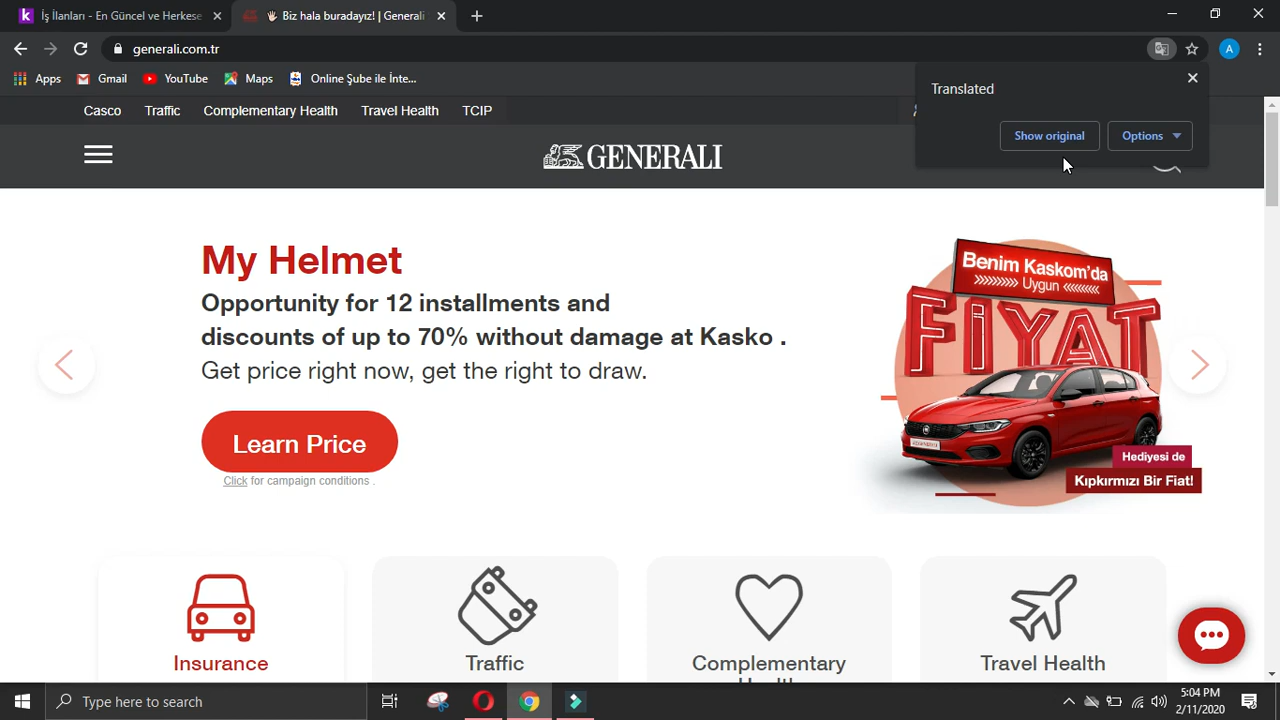 İş İlanları - En Güncel ve Herkese
Biz hala buradayız! | Generali
generali.com.tr
A
Apps
Gmail
YouTube
Maps
Online Şube ile İnte...
Translated
Show original
Options
Casco
Traffic
Complementary Health
Travel Health
TCIP
GENERALI
My Helmet
Opportunity for 12 installments and
discounts of up to 70% without damage at Kasko .
Get price right now, get the right to draw.
Learn Price
Click for campaign conditions .
Benim Kaskom'da
Uygun
FİYAT
Hediyesi de
Kıpkırmızı Bir Fiat!
Insurance
Traffic
Complementary
Travel Health
Type here to search
5:04 PM
2/11/2020